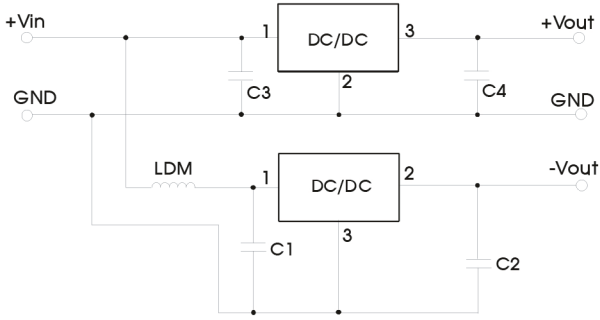 +Vin
1
DC/DC
3
+Vout
2
C3
C4
GND
GND
LDM
1
DC/DC
2
-Vout
3
C1
C2